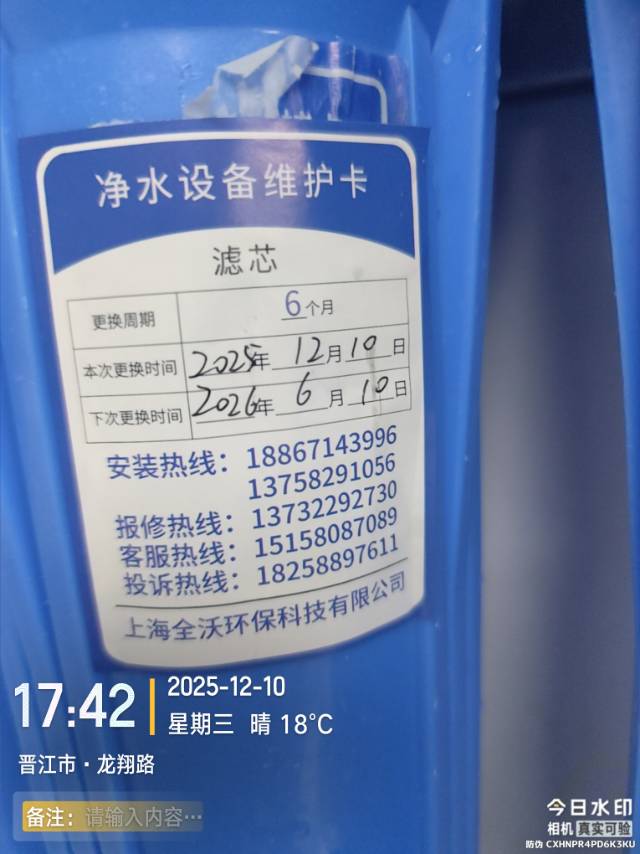 净水设备维护卡
滤芯
更换周期 6个月
本次更换时间 2025年 12月10日
下次更换时间 2026年 6月10日
安装热线：18867143996
13758291056
报修热线：13732292730
客服热线：15158087089
投诉热线：18258897611
上海全沃环保科技有限公司
17:42
2025-12-10
星期三 晴 18℃
晋江市·龙翔路
备注：请输入内容…
今日水印
相机 真实可验
防伪 CXHNPR4PD6K3KU